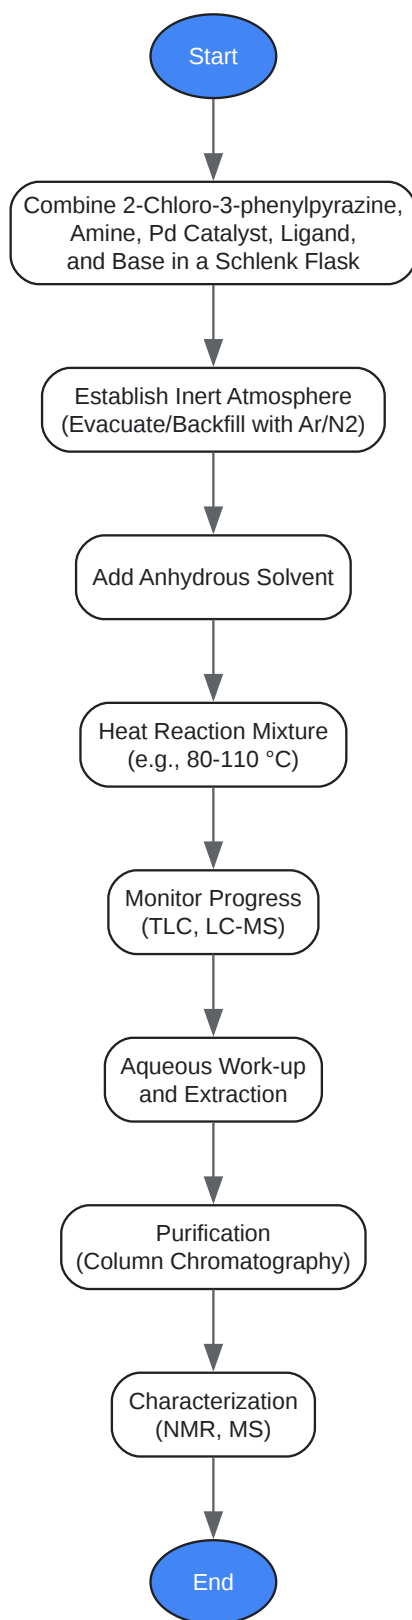 Start
Combine 2-Chloro-3-phenylpyrazine,
Amine, Pd Catalyst, Ligand,
and Base in a Schlenk Flask
Establish Inert Atmosphere
(Evacuate/Backfill with Ar/N2)
Add Anhydrous Solvent
Heat Reaction Mixture
(e.g., 80-110 °C)
Monitor Progress
(TLC, LC-MS)
Aqueous Work-up
and Extraction
Purification
(Column Chromatography)
Characterization
(NMR, MS)
End